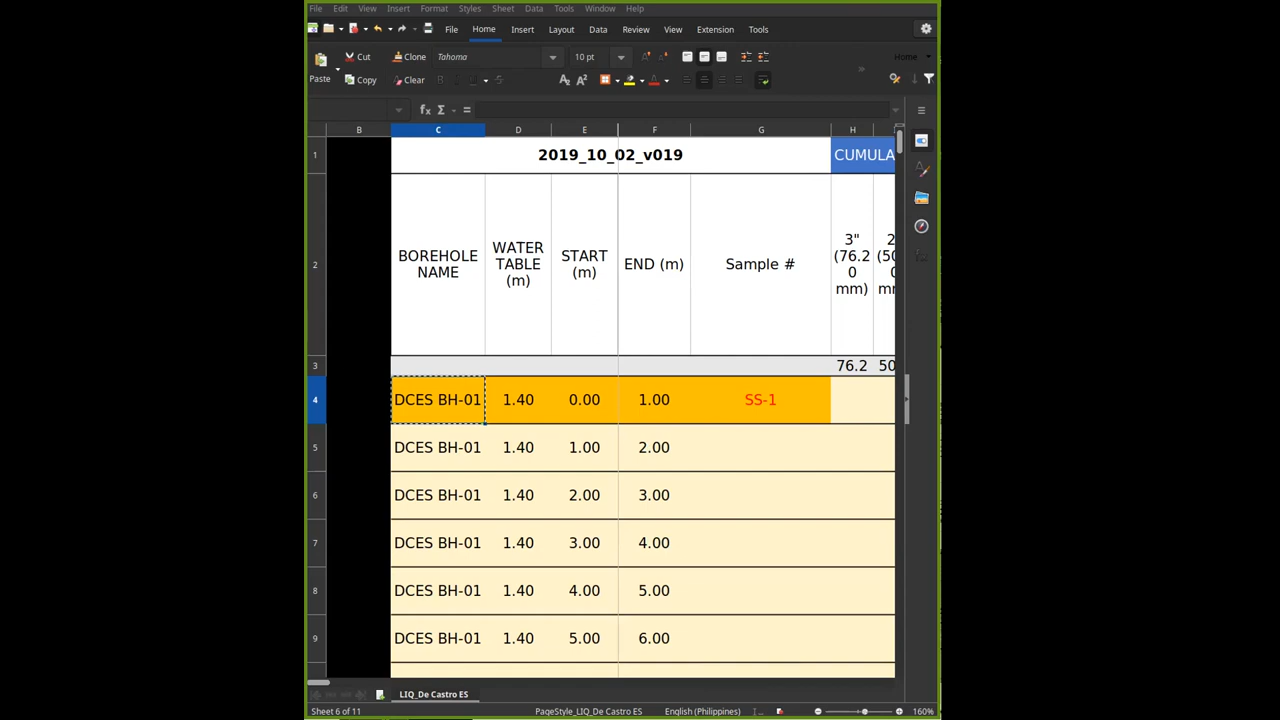 File Edit View Insert Format Styles Sheet Data Tools Window Help
File Home Insert Layout Data Review View Extension Tools
Cut Clone Tahoma 10 pt Home
Paste Copy Clear
fx Σ =
B C D E F G H
1 2019_10_02_v019 CUMULA
2 BOREHOLE NAME WATER TABLE (m) START (m) END (m) Sample # 3" (76.2 0 mm) 2 (50 0 mm
3 76.2 50
4 DCES BH-01 1.40 0.00 1.00 SS-1
5 DCES BH-01 1.40 1.00 2.00
6 DCES BH-01 1.40 2.00 3.00
7 DCES BH-01 1.40 3.00 4.00
8 DCES BH-01 1.40 4.00 5.00
9 DCES BH-01 1.40 5.00 6.00
LIQ_De Castro ES
Sheet 6 of 11 PageStyle_LIQ_De Castro ES English (Philippines) 160%